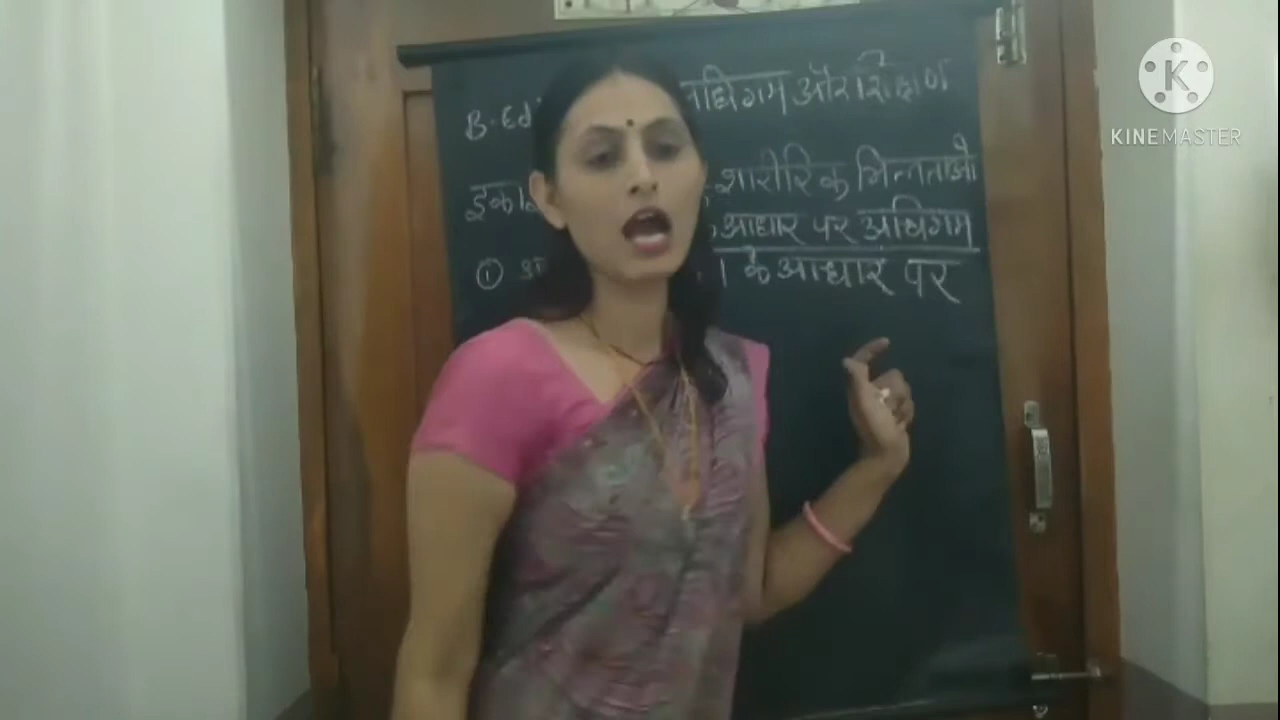 B.Ed. अधिगम और शिक्षण
शारीरिक भिन्नताओ
आधार पर अधिगम
① के आधार पर
K
KINEMASTER